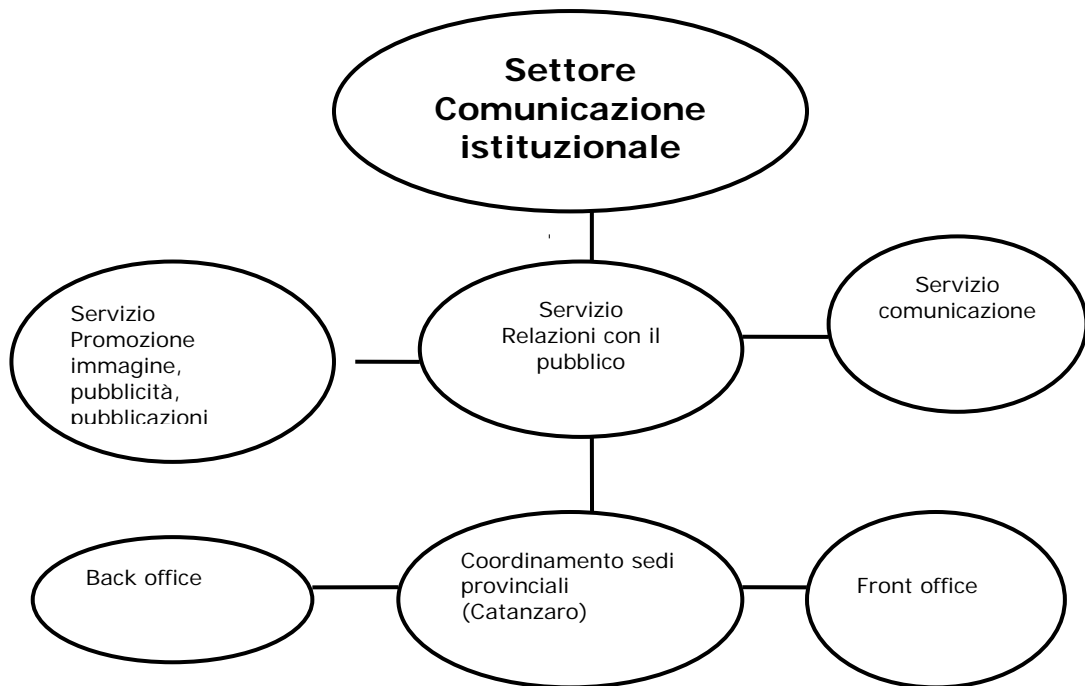 Settore
Comunicazione
istituzionale
Servizio
Promozione
immagine,
pubblicità,
pubblicazioni
Servizio
Relazioni con il
pubblico
Servizio
comunicazione
Back office
Coordinamento sedi
provinciali
(Catanzaro)
Front office